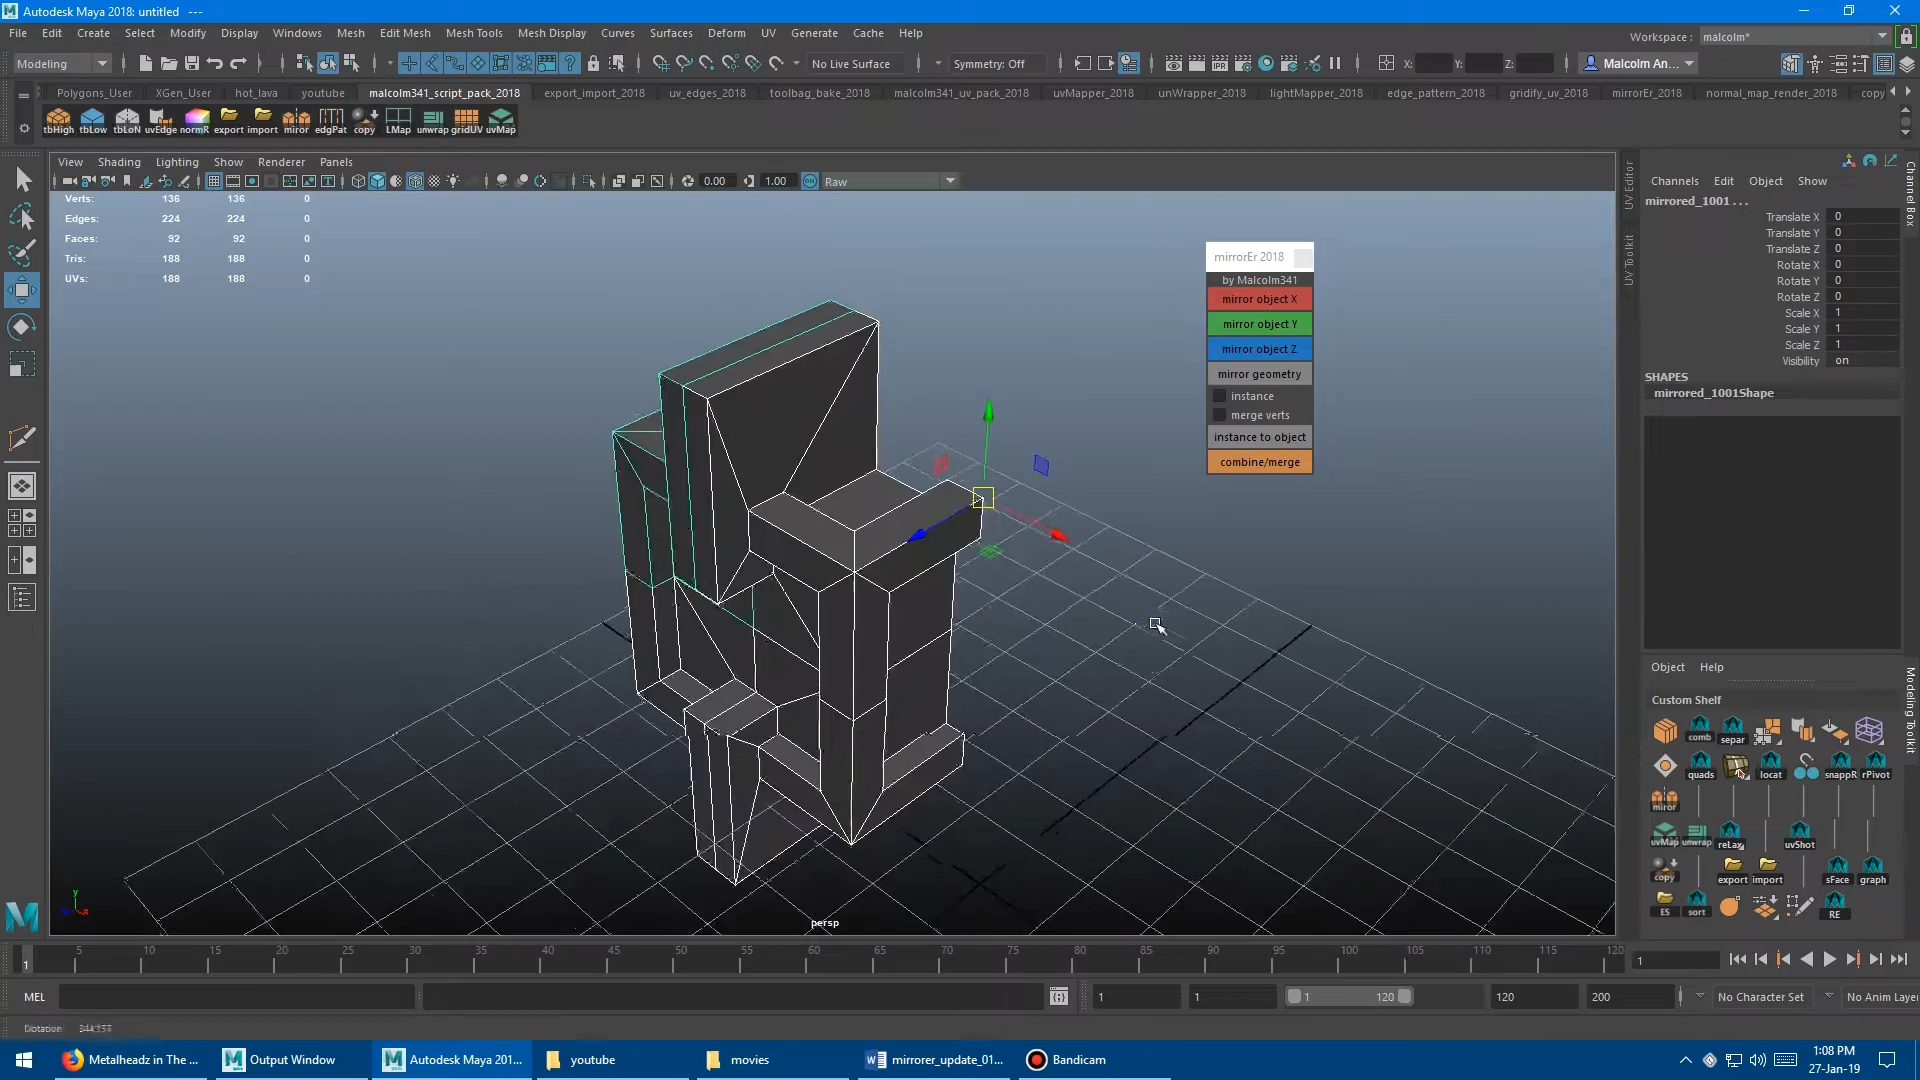 Autodesk Maya 2018: untitled   ---
File Edit Create Select Modify Display Windows Mesh Edit Mesh Mesh Tools Mesh Display Curves Surfaces Deform UV Generate Cache Help
Workspace : malcolm*
Modeling No Live Surface Symmetry: Off X: Y: Z: Malcolm An...
Polygons_User XGen_User hot_lava youtube malcolm341_script_pack_2018 export_import_2018 uv_edges_2018 toolbag_bake_2018 malcolm341_uv_pack_2018 uvMapper_2018 unWrapper_2018 lightMapper_2018 edge_pattern_2018 gridify_uv_2018 mirrorEr_2018 normal_map_render_2018 copy
tbHigh tbLow tbLoN uvEdge normR export import miror edgPat copy LMap unwrap gridUV uvMap
View Shading Lighting Show Renderer Panels
0.00 1.00 Raw
Verts: 136 136 0
Edges: 224 224 0
Faces: 92 92 0
Tris: 188 188 0
UVs: 188 188 0
mirrorEr 2018
by Malcolm341
mirror object X
mirror object Y
mirror object Z
mirror geometry
instance
merge verts
instance to object
combine/merge
persp
y
UV Editor
UV Toolkit
Channels Edit Object Show
mirrored_1001 . . .
Translate X 0
Translate Y 0
Translate Z 0
Rotate X 0
Rotate Y 0
Rotate Z 0
Scale X 1
Scale Y 1
Scale Z 1
Visibility on
SHAPES
mirrored_1001Shape
Channel Box
Modeling Toolkit
Object Help
Custom Shelf
comb separ
quads locat snappR rPivot
miror
uvMap unwrap reLax uvShot
copy export import sFace graph
ES sort RE
5 10 15 20 25 30 35 40 45 50 55 60 65 70 75 80 85 90 95 100 105 110 115 120
1 1
MEL 1 1 1 120 120 200 No Character Set No Anim Laye
Metalheadz in The ... Output Window Autodesk Maya 201... youtube movies mirrorer_update_01... Bandicam
1:08 PM
27-Jan-19